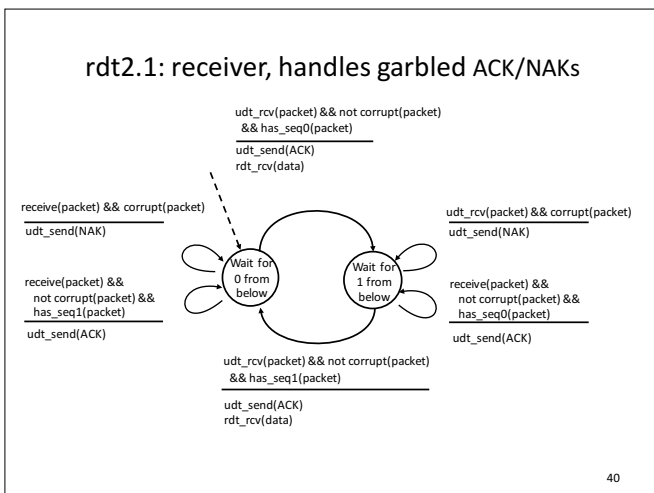 rdt2.1: receiver, handles garbled ACK/NAKs
udt_rcv(packet) && not corrupt(packet)
&& has_seq0(packet)
udt_send(ACK)
rdt_rcv(data)
receive(packet) && corrupt(packet)
udt_send(NAK)
receive(packet) &&
not corrupt(packet) &&
has_seq1(packet)
udt_send(ACK)
Wait for
0 from
below
Wait for
1 from
below
udt_rcv(packet) && corrupt(packet)
udt_send(NAK)
receive(packet) &&
not corrupt(packet) &&
has_seq0(packet)
udt_send(ACK)
udt_rcv(packet) && not corrupt(packet)
&& has_seq1(packet)
udt_send(ACK)
rdt_rcv(data)
40